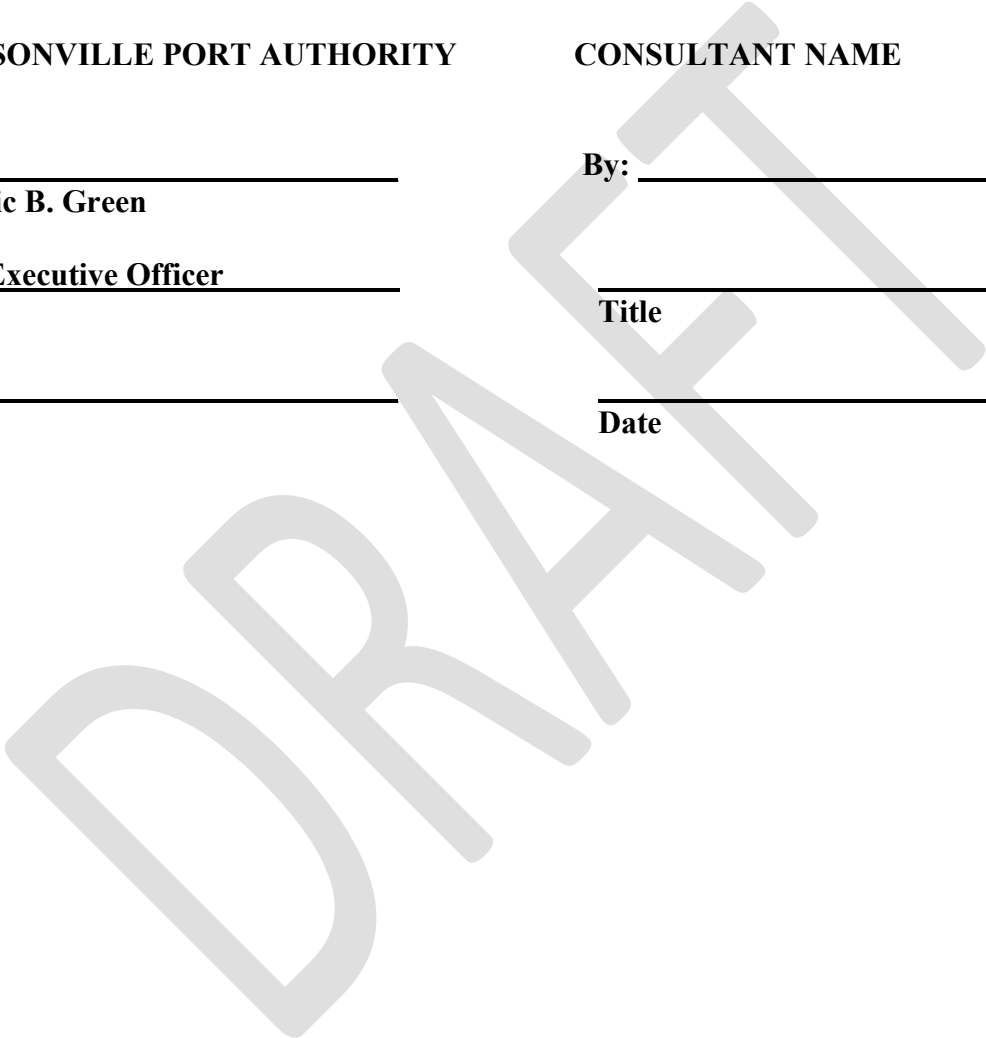 SONVILLE PORT AUTHORITY
CONSULTANT NAME
By:
ic B. Green
Executive Officer
Title
Date
DRAFT